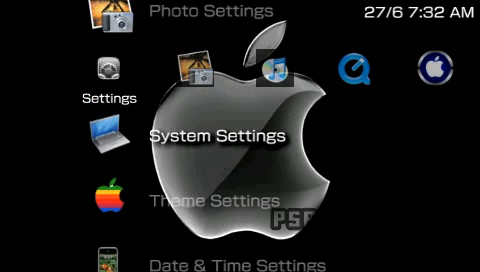 Photo Settings
27/6 7:32 AM
Settings
System Settings
Theme Settings
PSP
Date & Time Settings